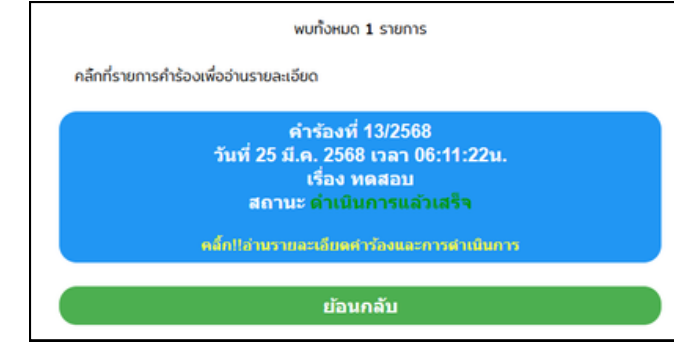 พบทั้งหมด 1 รายการ
คลิ๊กที่รายการคำร้องเพื่ออ่านรายละเอียด
คำร้องที่ 13/2568
วันที่ 25 มี.ค. 2568 เวลา 06:11:22น.
เรื่อง ทดสอบ
สถานะ ดำเนินการแล้วเสร็จ
คลิ๊ก!!อ่านรายละเอียดคำร้องและการดำเนินการ
ย้อนกลับ